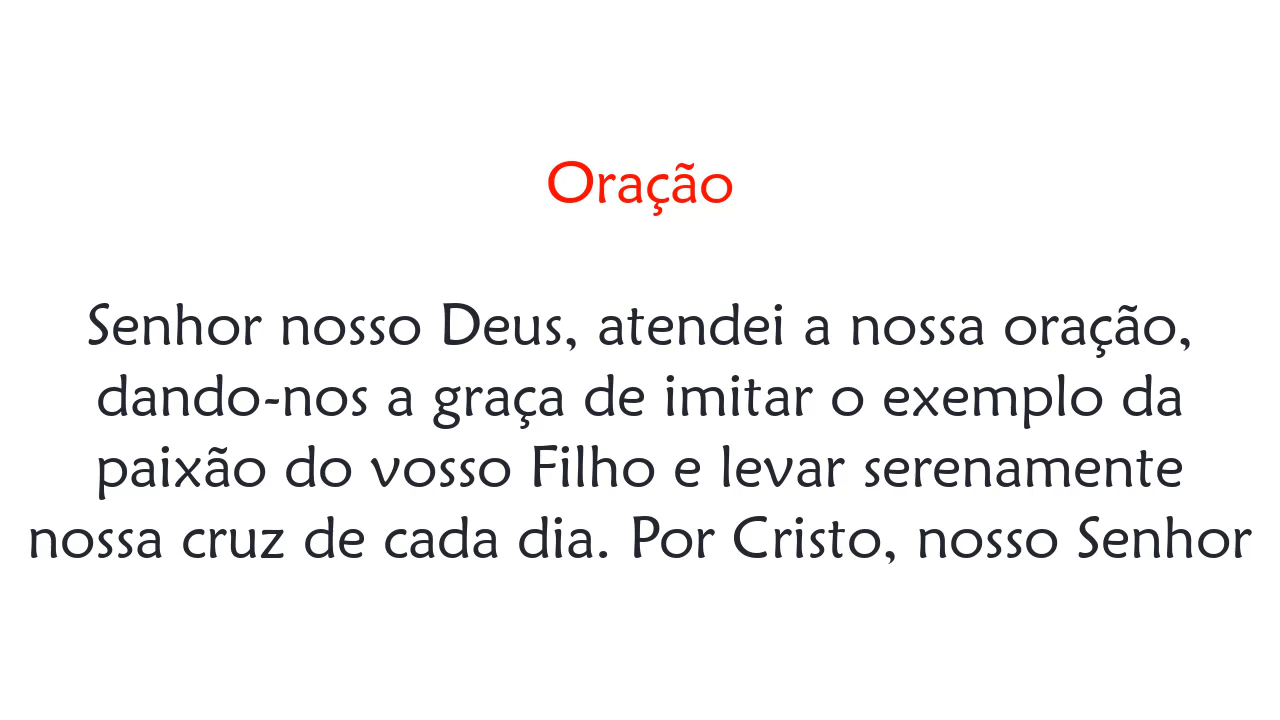 Oração
Senhor nosso Deus, atendei a nossa oração,
dando-nos a graça de imitar o exemplo da
paixão do vosso Filho e levar serenamente
nossa cruz de cada dia. Por Cristo, nosso Senhor